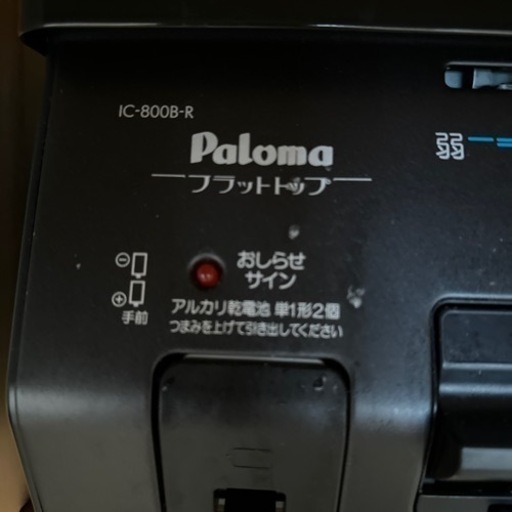 IC-800B-R
Paloma
フラットトップ
おしらせ
サイン
アルカリ乾電池 単1形2個
つまみを上げて引き出してください
⊖
⊕
手前